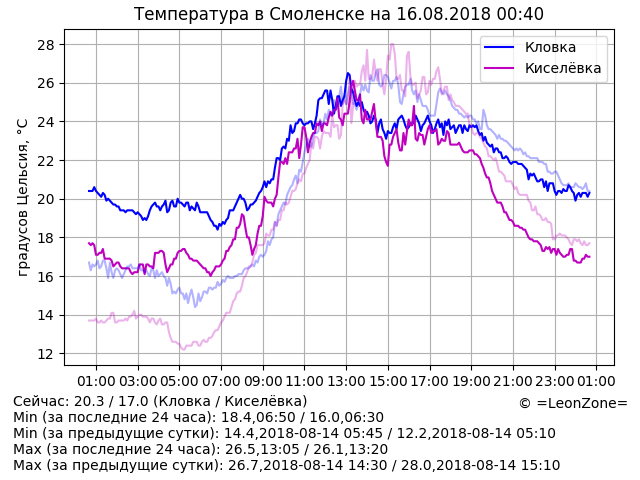 Температура в Смоленске на 16.08.2018 00:40
градусов Цельсия, °C
28
26
24
22
20
18
16
14
12
Кловка
Киселёвка
01:00 03:00 05:00 07:00 09:00 11:00 13:00 15:00 17:00 19:00 21:00 23:00 01:00
Сейчас: 20.3 / 17.0 (Кловка / Киселёвка)
© =LeonZone=
Min (за последние 24 часа): 18.4,06:50 / 16.0,06:30
Min (за предыдущие сутки): 14.4,2018-08-14 05:45 / 12.2,2018-08-14 05:10
Max (за последние 24 часа): 26.5,13:05 / 26.1,13:20
Max (за предыдущие сутки): 26.7,2018-08-14 14:30 / 28.0,2018-08-14 15:10